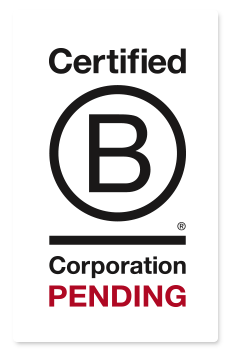 Certified
B
®
Corporation
PENDING